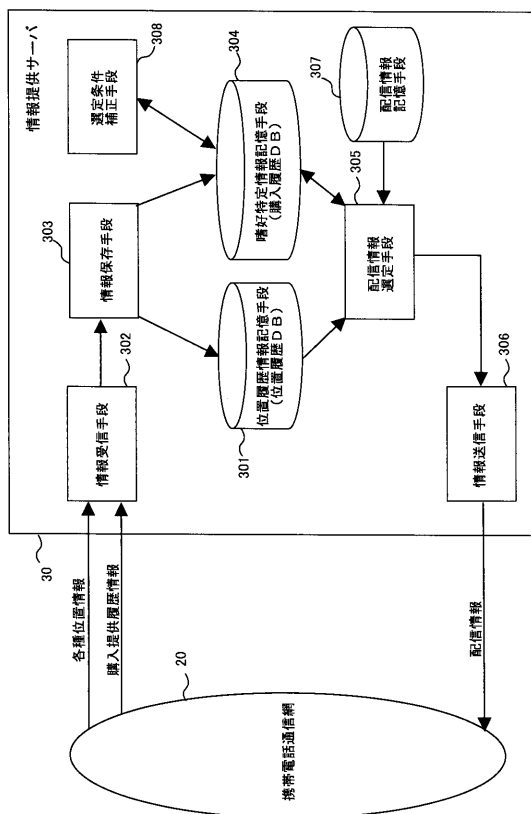 情報提供サーバ
30
20
携帯電話通信網
各種位置情報
購入提供履歴情報
配信情報
情報受信手段
302
情報保存手段
303
選定条件
補正手段
308
位置履歴情報記憶手段
(位置履歴DB)
301
嗜好特定情報記憶手段
(購入履歴DB)
304
配信情報
選定手段
305
配信情報
記憶手段
307
情報送信手段
306